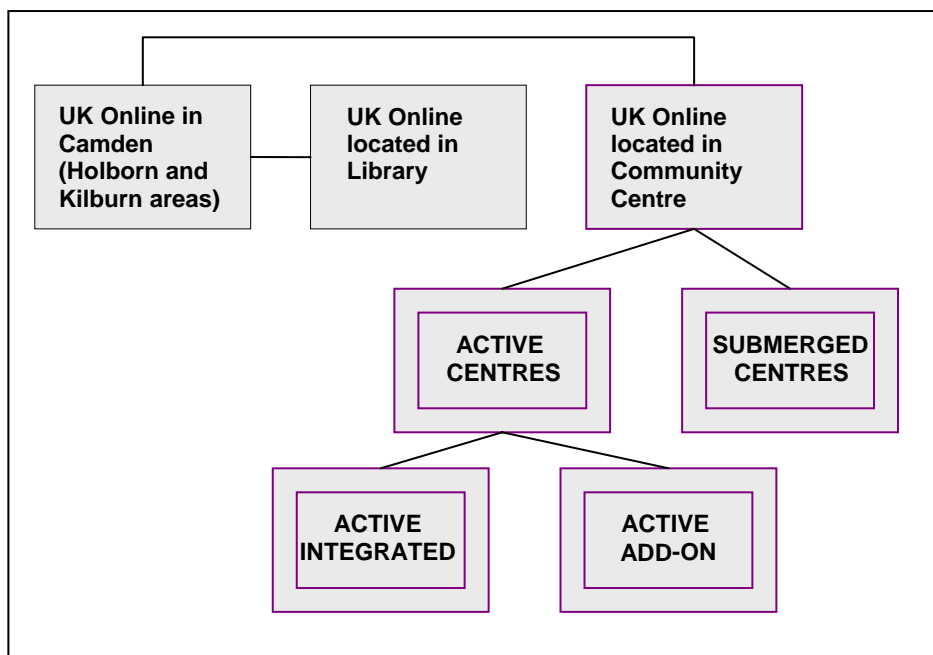 UK Online in
Camden
(Holborn and
Kilburn areas)
UK Online
located in
Library
UK Online
located in
Community
Centre
ACTIVE
CENTRES
SUBMERGED
CENTRES
ACTIVE
INTEGRATED
ACTIVE
ADD-ON